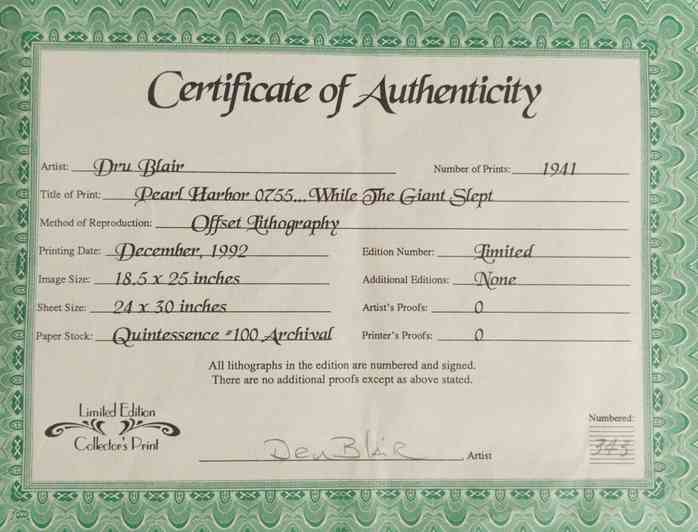 Certificate of Authenticity
Artist: Dru Blair Number of Prints: 1941
Title of Print: Pearl Harbor 0755...While The Giant Slept
Method of Reproduction: Offset Lithography
Printing Date: December, 1992 Edition Number: Limited
Image Size: 18.5 x 25 inches Additional Editions: None
Sheet Size: 24 x 30 inches Artist's Proofs: 0
Paper Stock: Quintessence #100 Archival Printer's Proofs: 0
All lithographs in the edition are numbered and signed.
There are no additional proofs except as above stated.
Limited Edition
Collector's Print
Numbered:
343
Dru Blair Artist